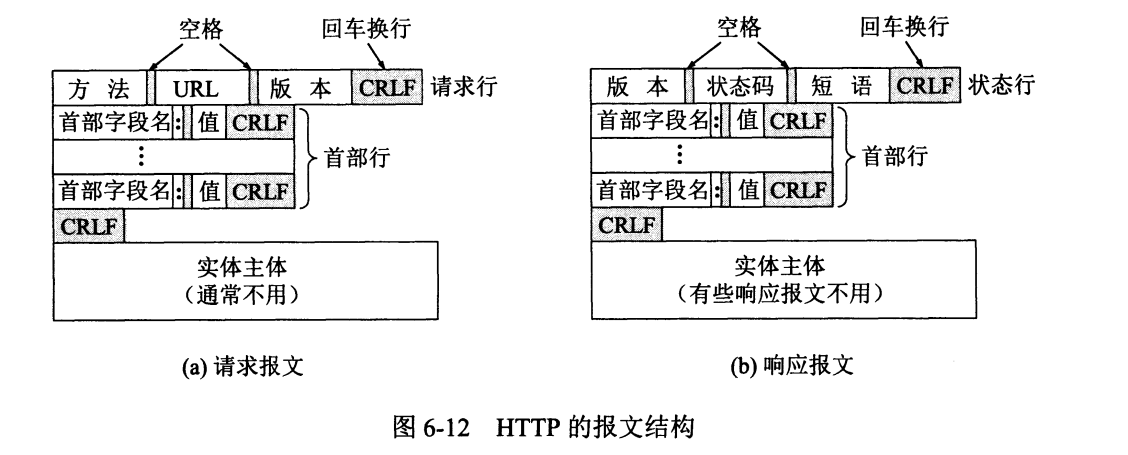 空格 回车换行
方法 URL 版本 CRLF 请求行
首部字段名: 值 CRLF
⋮ 首部行
首部字段名: 值 CRLF
CRLF
实体主体
(通常不用)
(a) 请求报文
空格 回车换行
版本 状态码 短语 CRLF 状态行
首部字段名: 值 CRLF
⋮ 首部行
首部字段名: 值 CRLF
CRLF
实体主体
(有些响应报文不用)
(b) 响应报文
图 6-12 HTTP 的报文结构